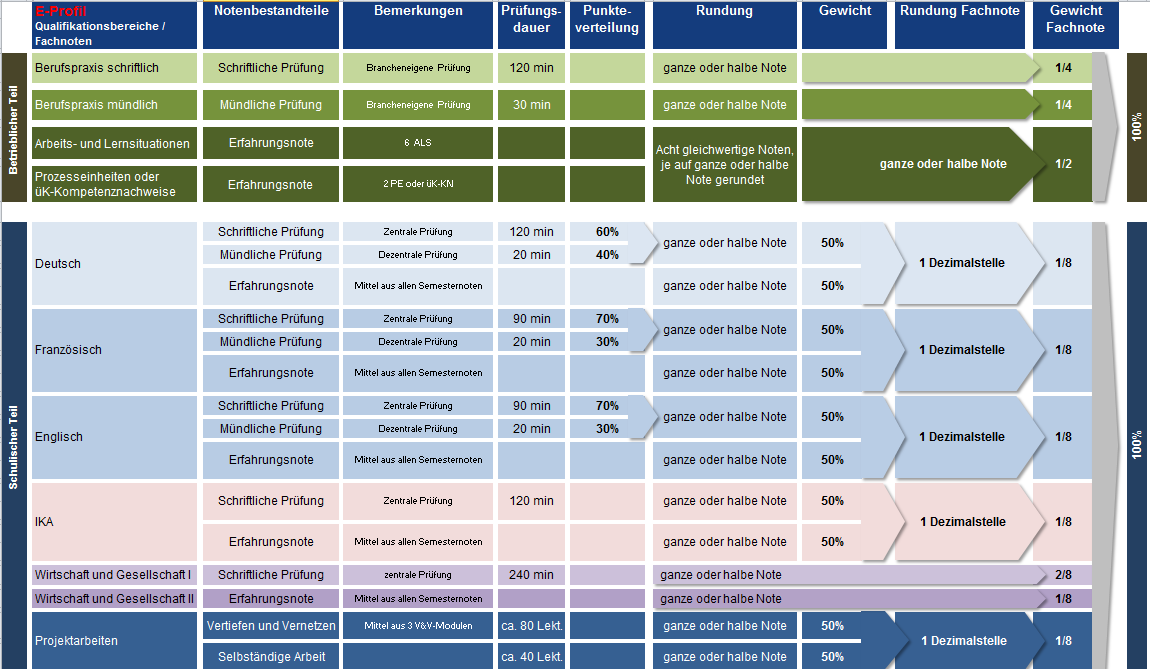 E-Profil
Qualifikationsbereiche /
Fachnoten
Notenbestandteile
Bemerkungen
Prüfungs-
dauer
Punkte-
verteilung
Rundung
Gewicht
Rundung Fachnote
Gewicht
Fachnote
Betrieblicher Teil
Berufspraxis schriftlich
Schriftliche Prüfung
Brancheneigene Prüfung
120 min
ganze oder halbe Note
1/4
Berufspraxis mündlich
Mündliche Prüfung
Brancheneigene Prüfung
30 min
ganze oder halbe Note
1/4
Arbeits- und Lernsituationen
Erfahrungsnote
6 ALS
Prozesseinheiten oder
üK-Kompetenznachweise
Erfahrungsnote
2 PE oder üK-KN
Acht gleichwertige Noten,
je auf ganze oder halbe
Note gerundet
ganze oder halbe Note
1/2
100%
Schulischer Teil
Deutsch
Schriftliche Prüfung
Zentrale Prüfung
120 min
60%
Mündliche Prüfung
Dezentrale Prüfung
20 min
40%
ganze oder halbe Note
50%
Erfahrungsnote
Mittel aus allen Semesternoten
ganze oder halbe Note
50%
1 Dezimalstelle
1/8
Französisch
Schriftliche Prüfung
Zentrale Prüfung
90 min
70%
Mündliche Prüfung
Dezentrale Prüfung
20 min
30%
ganze oder halbe Note
50%
Erfahrungsnote
Mittel aus allen Semesternoten
ganze oder halbe Note
50%
1 Dezimalstelle
1/8
Englisch
Schriftliche Prüfung
Zentrale Prüfung
90 min
70%
Mündliche Prüfung
Dezentrale Prüfung
20 min
30%
ganze oder halbe Note
50%
Erfahrungsnote
Mittel aus allen Semesternoten
ganze oder halbe Note
50%
1 Dezimalstelle
1/8
IKA
Schriftliche Prüfung
Zentrale Prüfung
120 min
ganze oder halbe Note
50%
Erfahrungsnote
Mittel aus allen Semesternoten
ganze oder halbe Note
50%
1 Dezimalstelle
1/8
Wirtschaft und Gesellschaft I
Schriftliche Prüfung
zentrale Prüfung
240 min
ganze oder halbe Note
2/8
Wirtschaft und Gesellschaft II
Erfahrungsnote
Mittel aus allen Semesternoten
ganze oder halbe Note
1/8
Projektarbeiten
Vertiefen und Vernetzen
Mittel aus 3 V&V-Modulen
ca. 80 Lekt.
ganze oder halbe Note
50%
Selbständige Arbeit
ca. 40 Lekt.
ganze oder halbe Note
50%
1 Dezimalstelle
1/8
100%